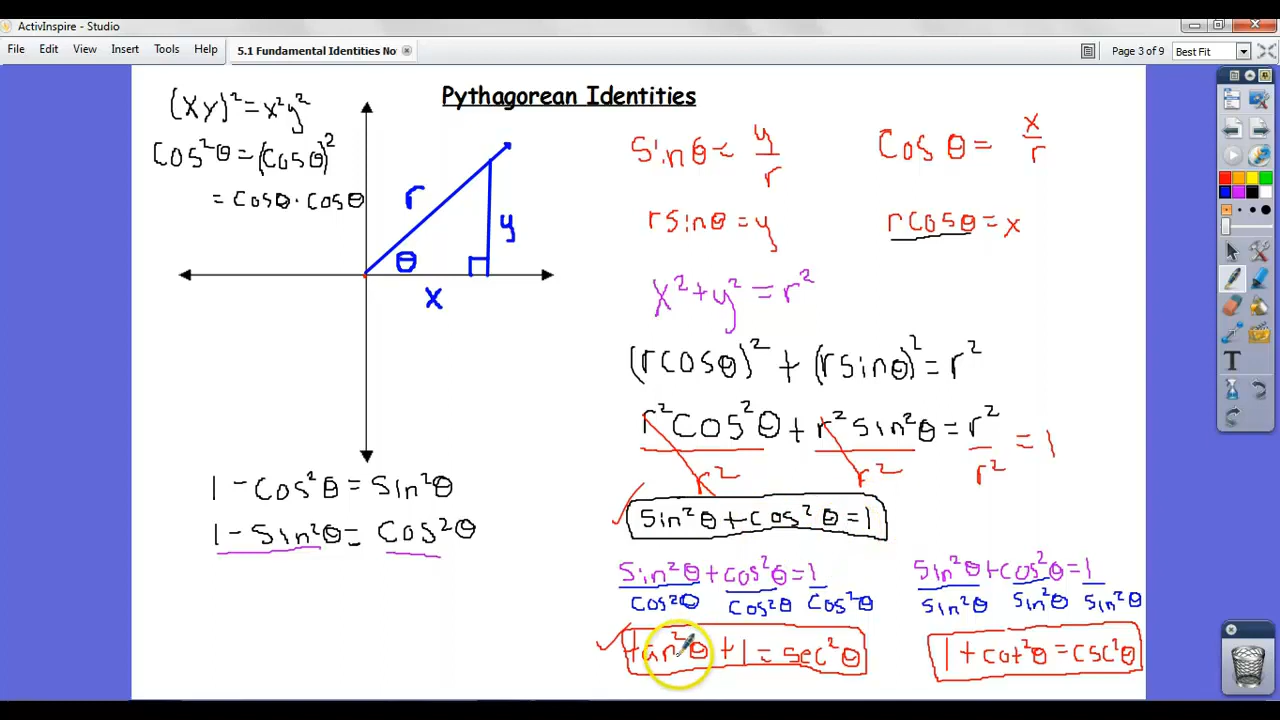 ActivInspire - Studio
File Edit View Insert Tools Help
5.1 Fundamental Identities No
Page 3 of 9
Best Fit
Pythagorean Identities
(xy)² = x²y²
cos²θ = (cosθ)²
= cosθ · cosθ
r
θ
y
x
sinθ = y/r
cosθ = x/r
r sinθ = y
r cosθ = x
x² + y² = r²
(r cosθ)² + (r sinθ)² = r²
r² cos²θ / r² + r² sin²θ / r² = r² / r² = 1
sin²θ + cos²θ = 1
1 - cos²θ = sin²θ
1 - sin²θ = cos²θ
sin²θ/cos²θ + cos²θ/cos²θ = 1/cos²θ
tan²θ + 1 = sec²θ
sin²θ/sin²θ + cos²θ/sin²θ = 1/sin²θ
1 + cot²θ = csc²θ
T